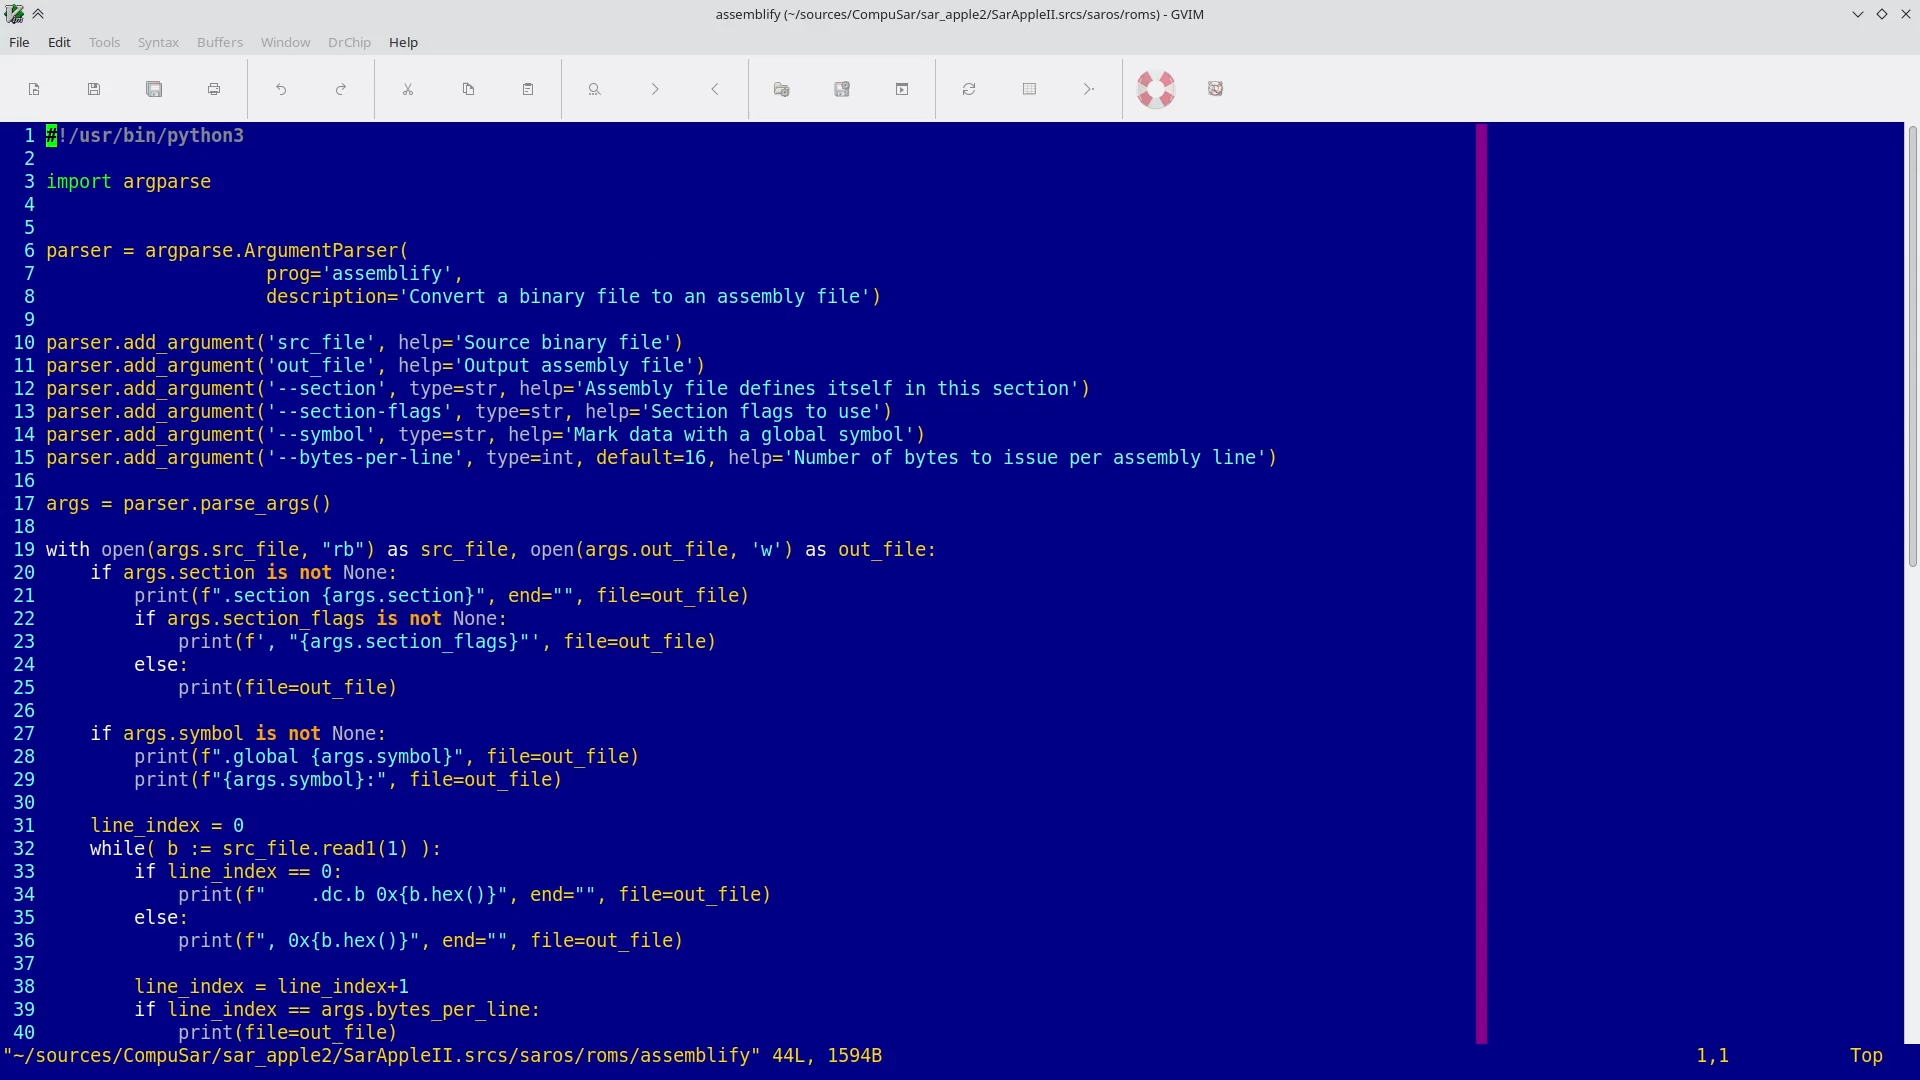 assemblify (~/sources/CompuSar/sar_apple2/SarAppleII.srcs/saros/roms) - GVIM
File Edit Tools Syntax Buffers Window DrChip Help
1 #!/usr/bin/python3
2
3 import argparse
4
5
6 parser = argparse.ArgumentParser(
7                     prog='assemblify',
8                     description='Convert a binary file to an assembly file')
9
10 parser.add_argument('src_file', help='Source binary file')
11 parser.add_argument('out_file', help='Output assembly file')
12 parser.add_argument('--section', type=str, help='Assembly file defines itself in this section')
13 parser.add_argument('--section-flags', type=str, help='Section flags to use')
14 parser.add_argument('--symbol', type=str, help='Mark data with a global symbol')
15 parser.add_argument('--bytes-per-line', type=int, default=16, help='Number of bytes to issue per assembly line')
16
17 args = parser.parse_args()
18
19 with open(args.src_file, "rb") as src_file, open(args.out_file, 'w') as out_file:
20     if args.section is not None:
21         print(f".section {args.section}", end="", file=out_file)
22         if args.section_flags is not None:
23             print(f', "{args.section_flags}"', file=out_file)
24         else:
25             print(file=out_file)
26
27     if args.symbol is not None:
28         print(f".global {args.symbol}", file=out_file)
29         print(f"{args.symbol}:", file=out_file)
30
31     line_index = 0
32     while( b := src_file.read1(1) ):
33         if line_index == 0:
34             print(f"    .dc.b 0x{b.hex()}", end="", file=out_file)
35         else:
36             print(f", 0x{b.hex()}", end="", file=out_file)
37
38         line_index = line_index+1
39         if line_index == args.bytes_per_line:
40             print(file=out_file)
"~/sources/CompuSar/sar_apple2/SarAppleII.srcs/saros/roms/assemblify" 44L, 1594B 1,1 Top